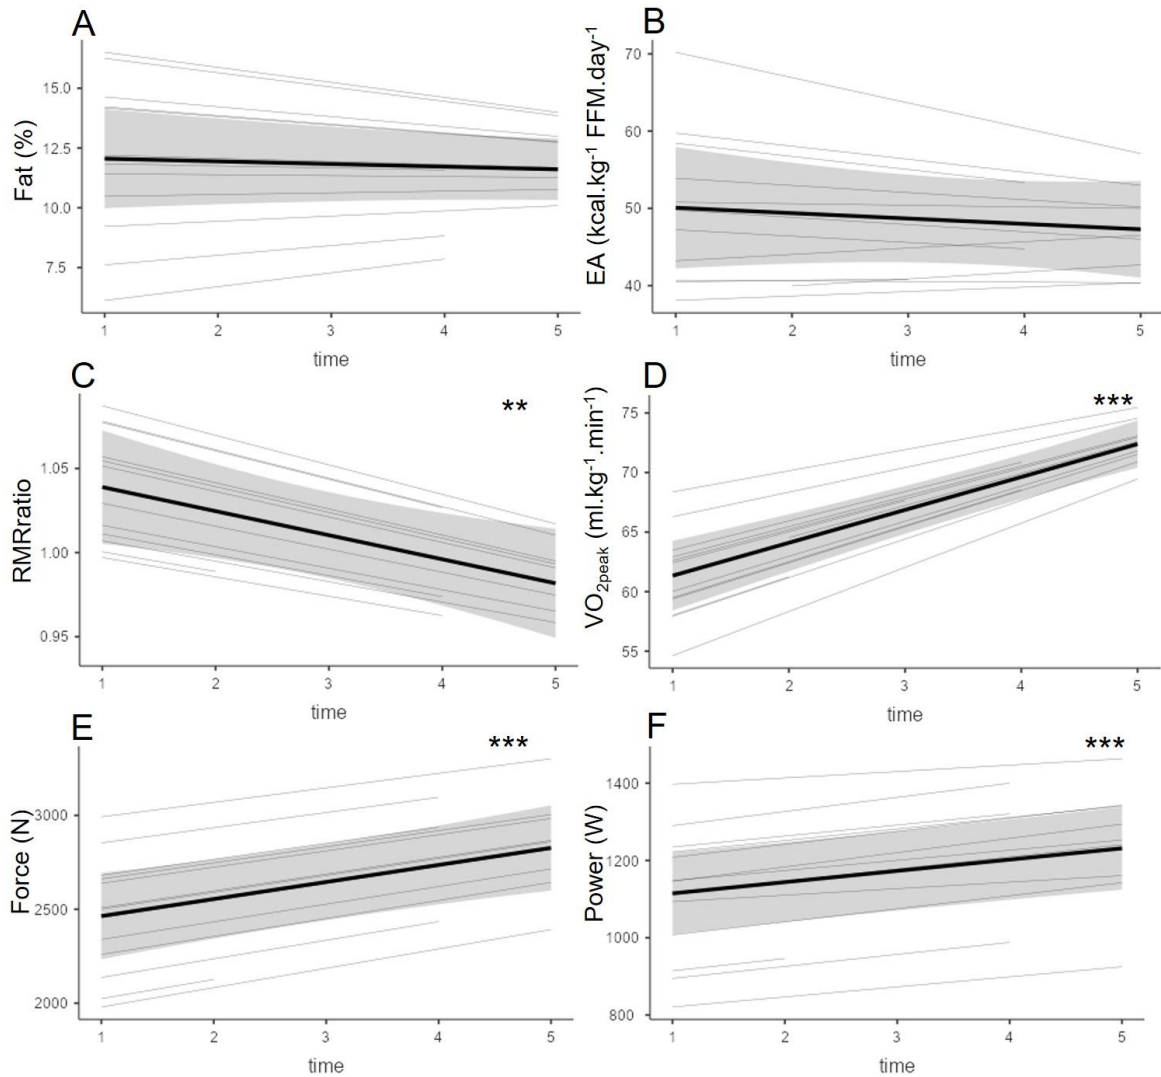 A
Fat (%)
15.0
12.5
10.0
7.5
1 2 3 4 5
time
B
EA (kcal.kg⁻¹ FFM.day⁻¹
70
60
50
40
1 2 3 4 5
time
C
**
RMRratio
1.05
1.00
0.95
1 2 3 4 5
time
D
***
VO₂peak (ml.kg⁻¹.min⁻¹)
75
70
65
60
55
1 2 3 4 5
time
E
***
Force (N)
3000
2500
2000
1 2 3 4 5
time
F
***
Power (W)
1400
1200
1000
800
1 2 3 4 5
time